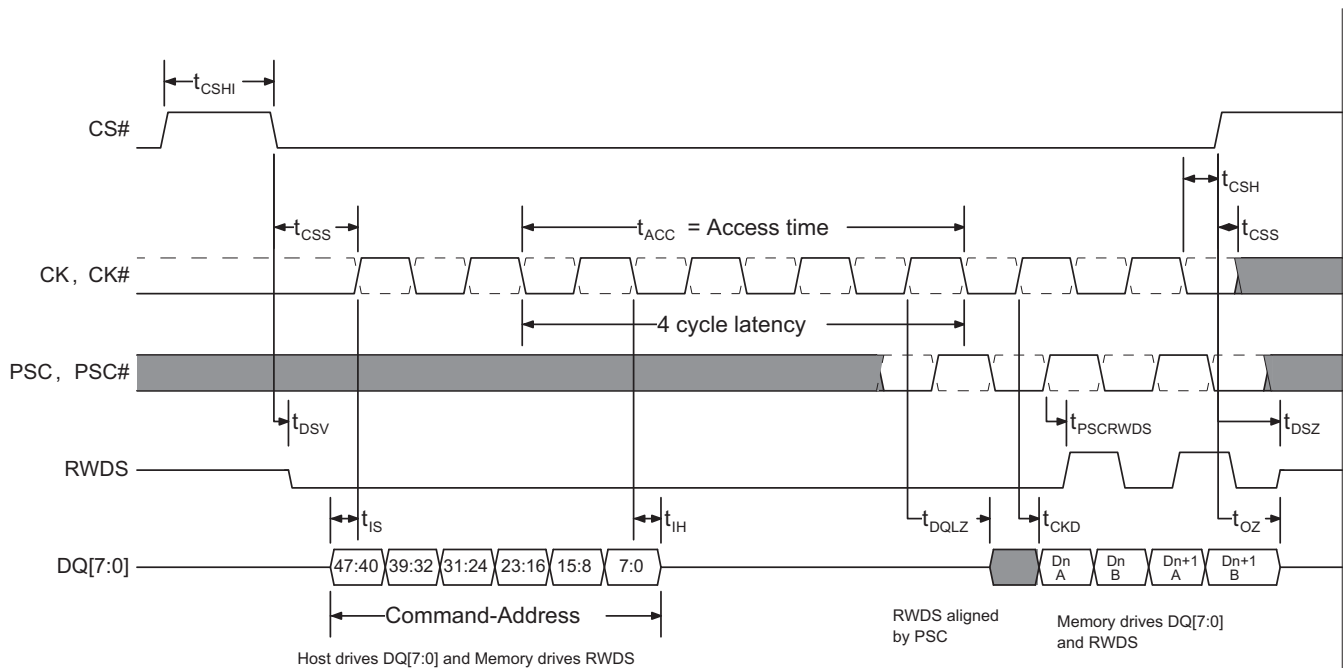 tCSHI
CS#
tCSH
tCSS
tACC = Access time
tCSS
CK, CK#
4 cycle latency
PSC, PSC#
tDSV
tPSCRWDS
tDSZ
RWDS
tIS
tIH
tDQLZ
tCKD
tOZ
DQ[7:0]
47:40 39:32 31:24 23:16 15:8 7:0
Dn A
Dn B
Dn+1 A
Dn+1 B
Command-Address
RWDS aligned
by PSC
Memory drives DQ[7:0]
and RWDS
Host drives DQ[7:0] and Memory drives RWDS